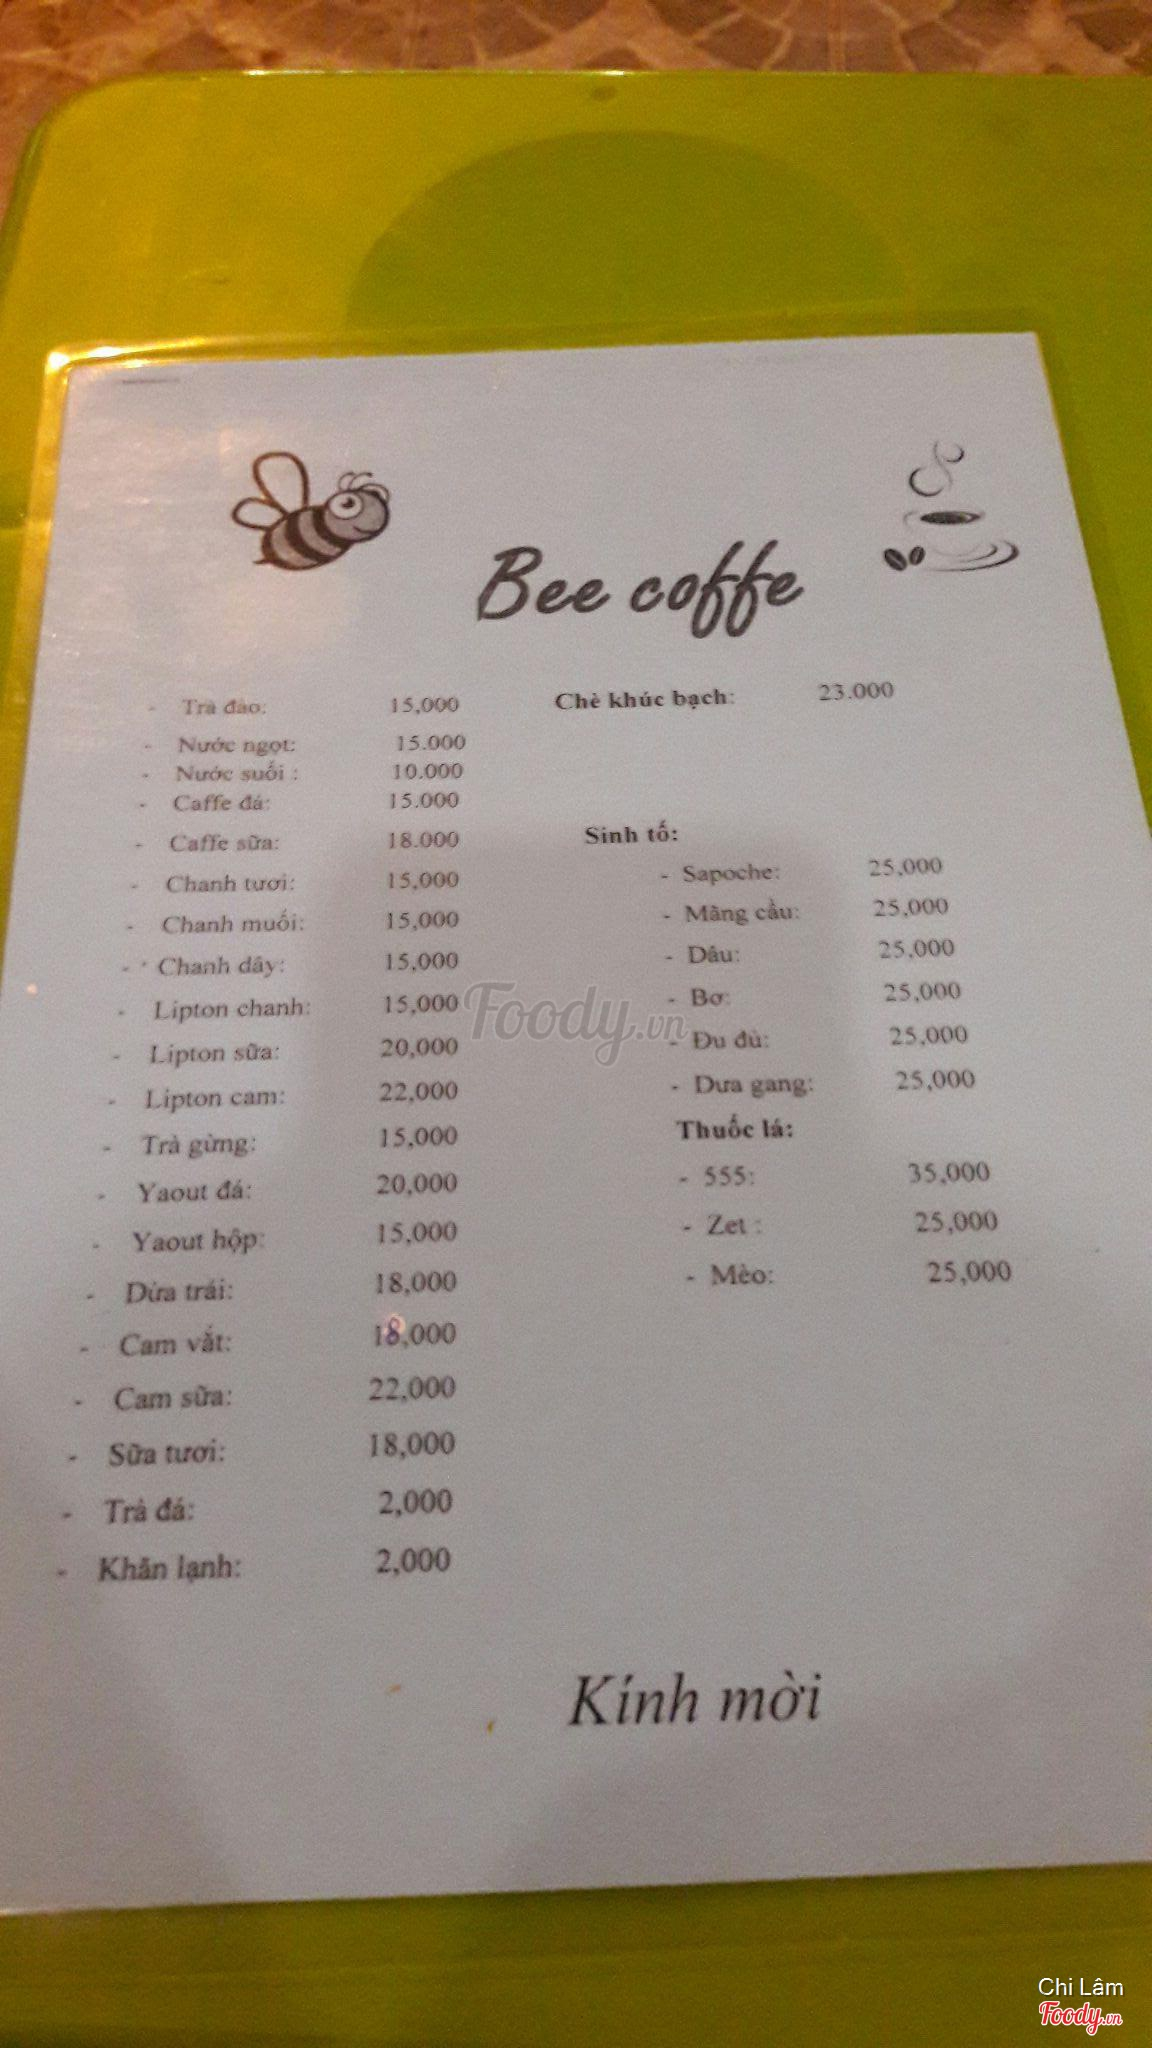 Bee coffe
- Trà đào: 15,000
- Nước ngọt: 15.000
- Nước suối : 10.000
- Caffe đá: 15.000
- Caffe sữa: 18.000
- Chanh tươi: 15,000
- Chanh muối: 15,000
- Chanh dây: 15,000
- Lipton chanh: 15,000
- Lipton sữa: 20,000
- Lipton cam: 22,000
- Trà gừng: 15,000
- Yaout đá: 20,000
- Yaout hộp: 15,000
- Dừa trái: 18,000
- Cam vắt: 18,000
- Cam sữa: 22,000
- Sữa tươi: 18,000
- Trà đá: 2,000
- Khăn lạnh: 2,000
Chè khúc bạch: 23.000
Sinh tố:
- Sapoche: 25,000
- Mãng cầu: 25,000
- Dâu: 25,000
- Bơ: 25,000
- Đu đủ: 25,000
- Dưa gang: 25,000
Thuốc lá:
- 555: 35,000
- Zet : 25,000
- Mèo: 25,000
Kính mời
Foody.vn
Chi Lâm
Foody.vn